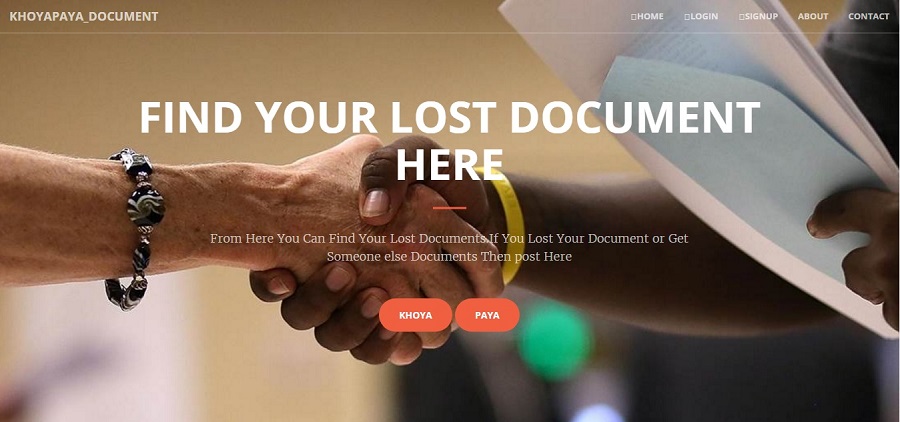 KHOYAPAYA_DOCUMENT
HOME LOGIN SIGNUP ABOUT CONTACT
FIND YOUR LOST DOCUMENT
HERE
From Here You Can Find Your Lost Documents.If You Lost Your Document or Get
Someone else Documents Then post Here
KHOYA PAYA